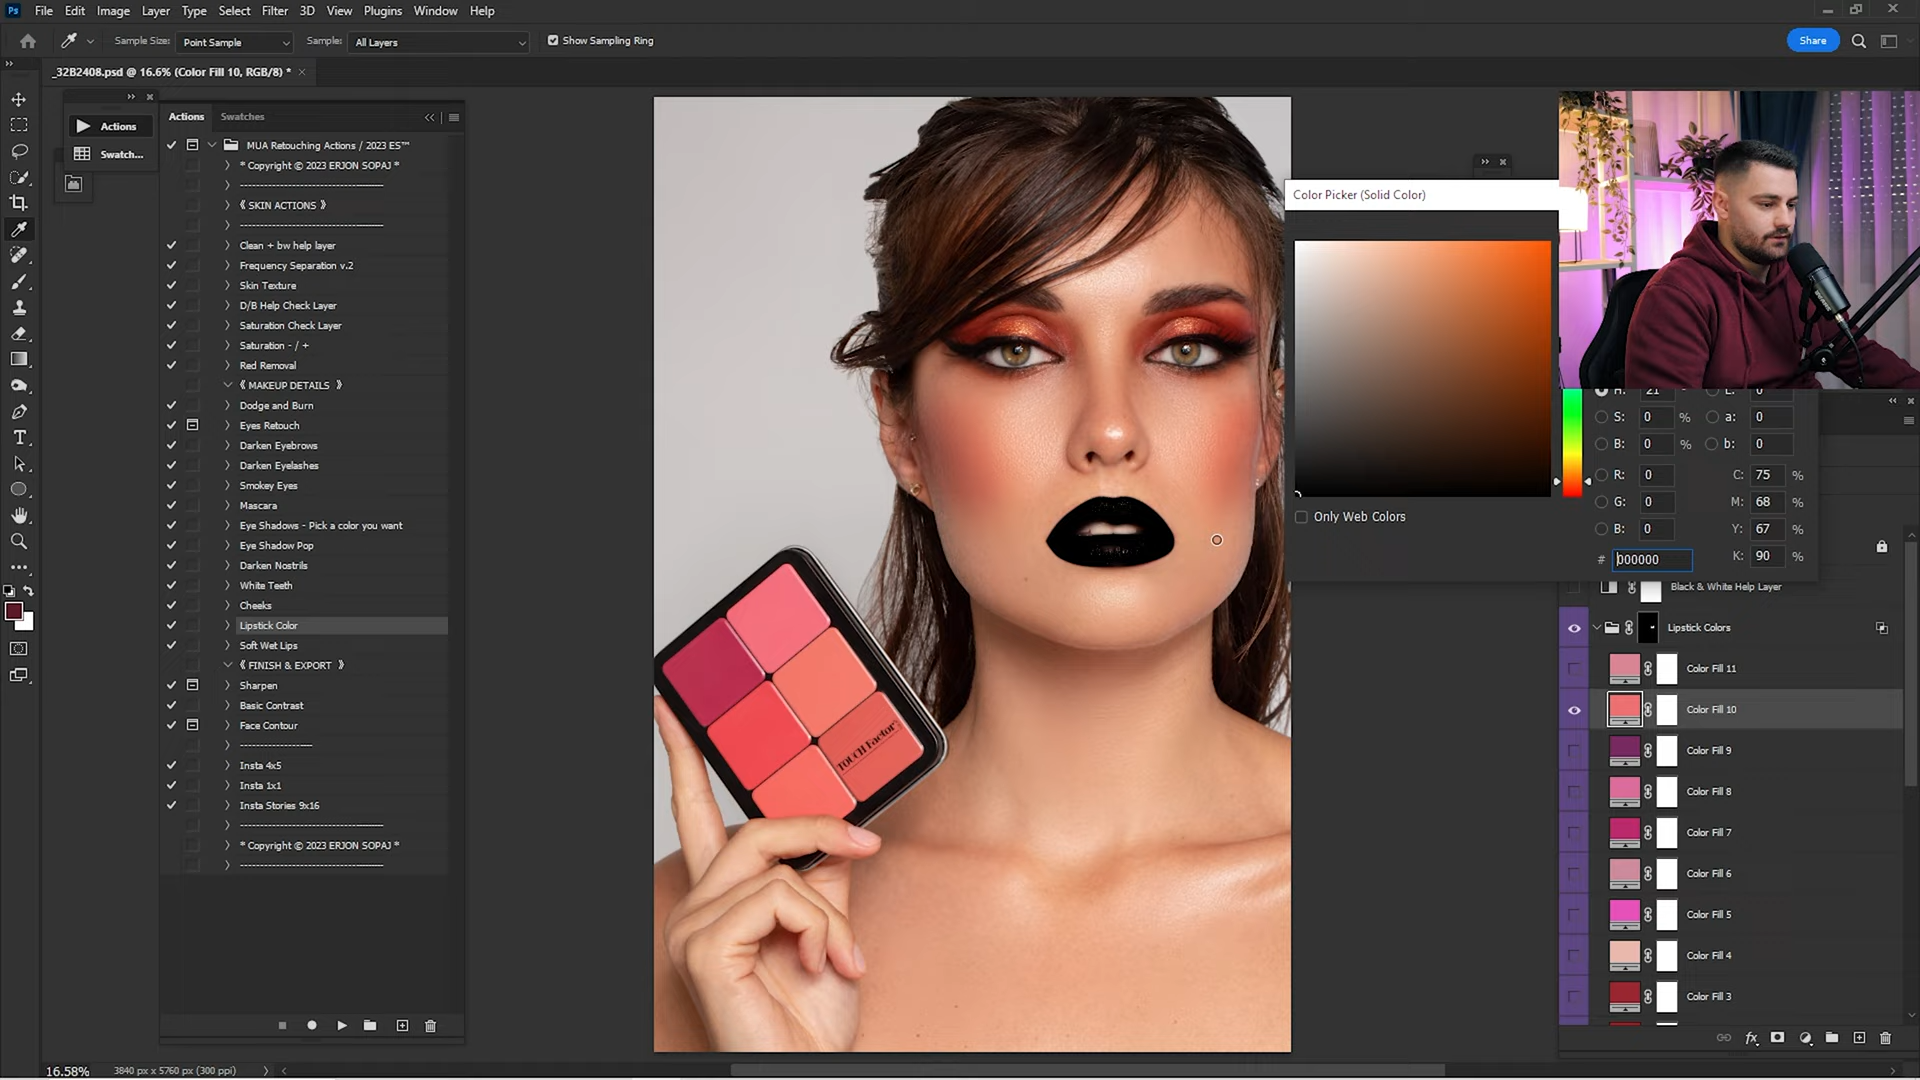 Ps File Edit Image Layer Type Select Filter 3D View Plugins Window Help
Sample Size: Point Sample Sample: All Layers Show Sampling Ring
Share
_32B2408.psd @ 16.6% (Color Fill 10, RGB/8) *
Actions
Swatch...
Actions Swatches
MUA Retouching Actions / 2023 ES™
* Copyright © 2023 ERJON SOPAJ *
------------------------------------
《 SKIN ACTIONS 》
------------------------------------
Clean + bw help layer
Frequency Separation v.2
Skin Texture
D/B Help Check Layer
Saturation Check Layer
Saturation - / +
Red Removal
《 MAKEUP DETAILS 》
Dodge and Burn
Eyes Retouch
Darken Eyebrows
Darken Eyelashes
Smokey Eyes
Mascara
Eye Shadows - Pick a color you want
Eye Shadow Pop
Darken Nostrils
White Teeth
Cheeks
Lipstick Color
Soft Wet Lips
《 FINISH & EXPORT 》
Sharpen
Basic Contrast
Face Contour
------------------
Insta 4x5
Insta 1x1
Insta Stories 9x16
------------------------------------
* Copyright © 2023 ERJON SOPAJ *
------------------------------------
TOUCH Factor
Color Picker (Solid Color)
Only Web Colors
H: 21 ° L: 0
S: 0 % a: 0
B: 0 % b: 0
R: 0 C: 75 %
G: 0 M: 68 %
B: 0 Y: 67 %
# 000000 K: 90 %
Black & White Help Layer
Lipstick Colors
Color Fill 11
Color Fill 10
Color Fill 9
Color Fill 8
Color Fill 7
Color Fill 6
Color Fill 5
Color Fill 4
Color Fill 3
fx
16.58% 3840 px x 5760 px (300 ppi)